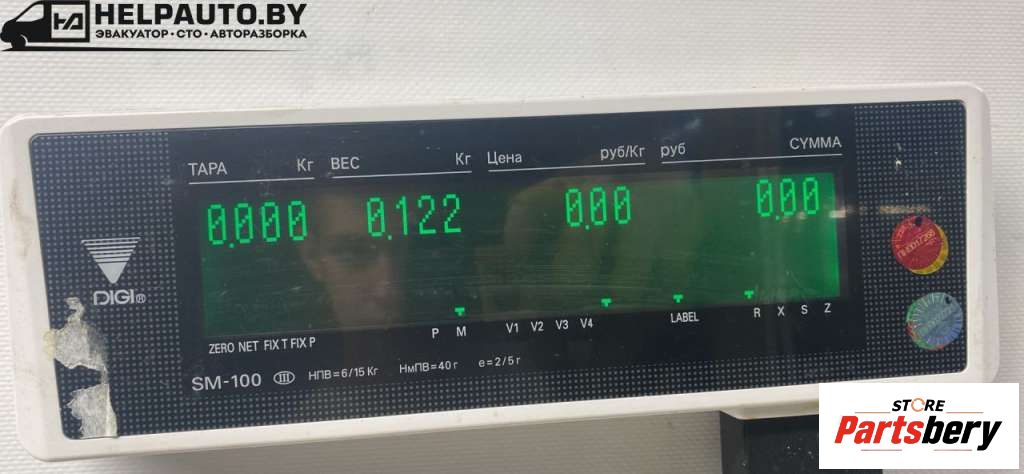 HELPAUTO.BY
ЭВАКУАТОР · СТО · АВТОРАЗБОРКА
ТАРА Кг ВЕС Кг Цена руб/Кг руб СУММА
0.000 0.122 0.00 0.00
DIGI®
P M V1 V2 V3 V4 LABEL R X S Z
ZERO NET FIX T FIX P
SM-100 III НПВ=6/15 Кг НмПВ=40 г e=2/5 г
STORE
Partsbery